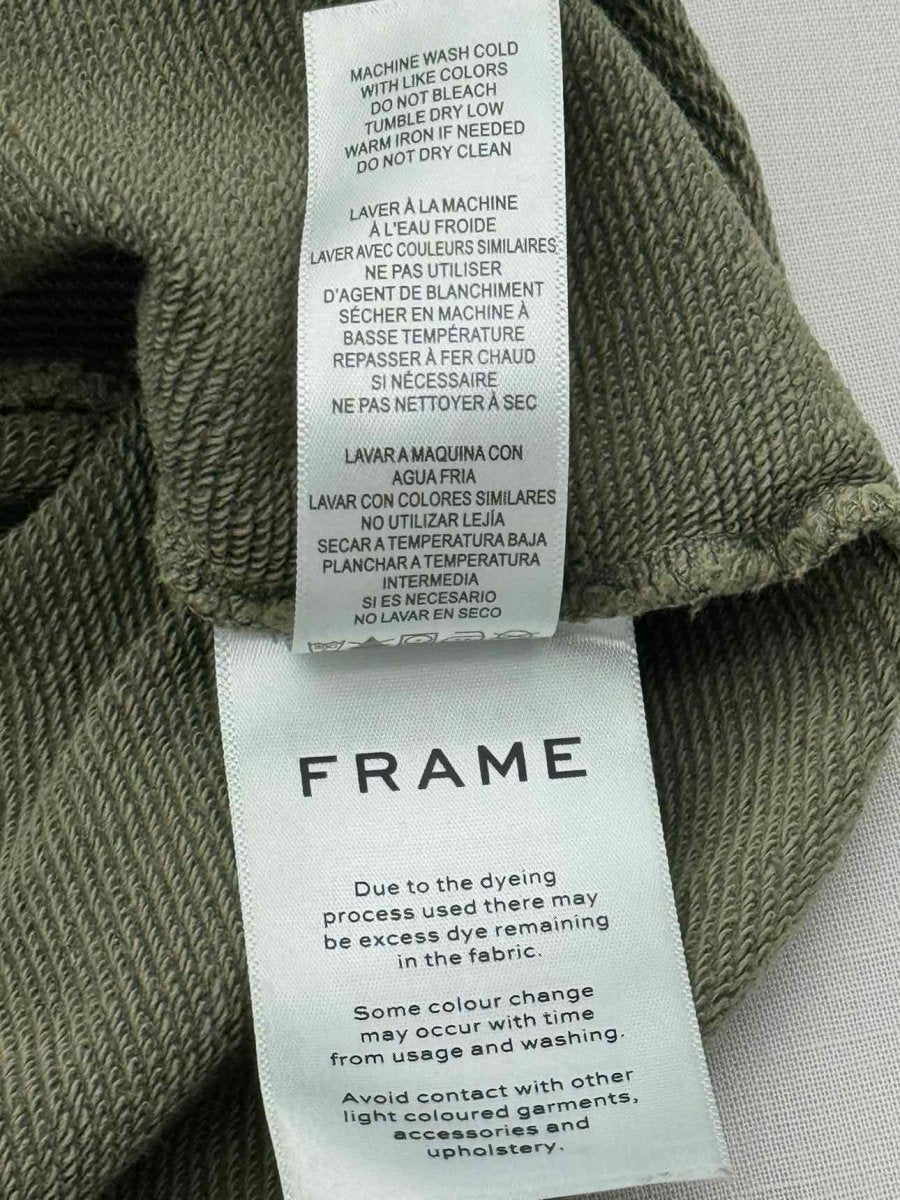 MACHINE WASH COLD
WITH LIKE COLORS
DO NOT BLEACH
TUMBLE DRY LOW
WARM IRON IF NEEDED
DO NOT DRY CLEAN
LAVER À LA MACHINE
À L'EAU FROIDE
LAVER AVEC COULEURS SIMILAIRES
NE PAS UTILISER
D'AGENT DE BLANCHIMENT
SÉCHER EN MACHINE À
BASSE TEMPÉRATURE
REPASSER À FER CHAUD
SI NÉCESSAIRE
NE PAS NETTOYER À SEC
LAVAR A MAQUINA CON
AGUA FRIA
LAVAR CON COLORES SIMILARES
NO UTILIZAR LEJÍA
SECAR A TEMPERATURA BAJA
PLANCHAR A TEMPERATURA
INTERMEDIA
SI ES NECESARIO
NO LAVAR EN SECO
FRAME
Due to the dyeing
process used there may
be excess dye remaining
in the fabric.
Some colour change
may occur with time
from usage and washing.
Avoid contact with other
light coloured garments,
accessories and
upholstery.